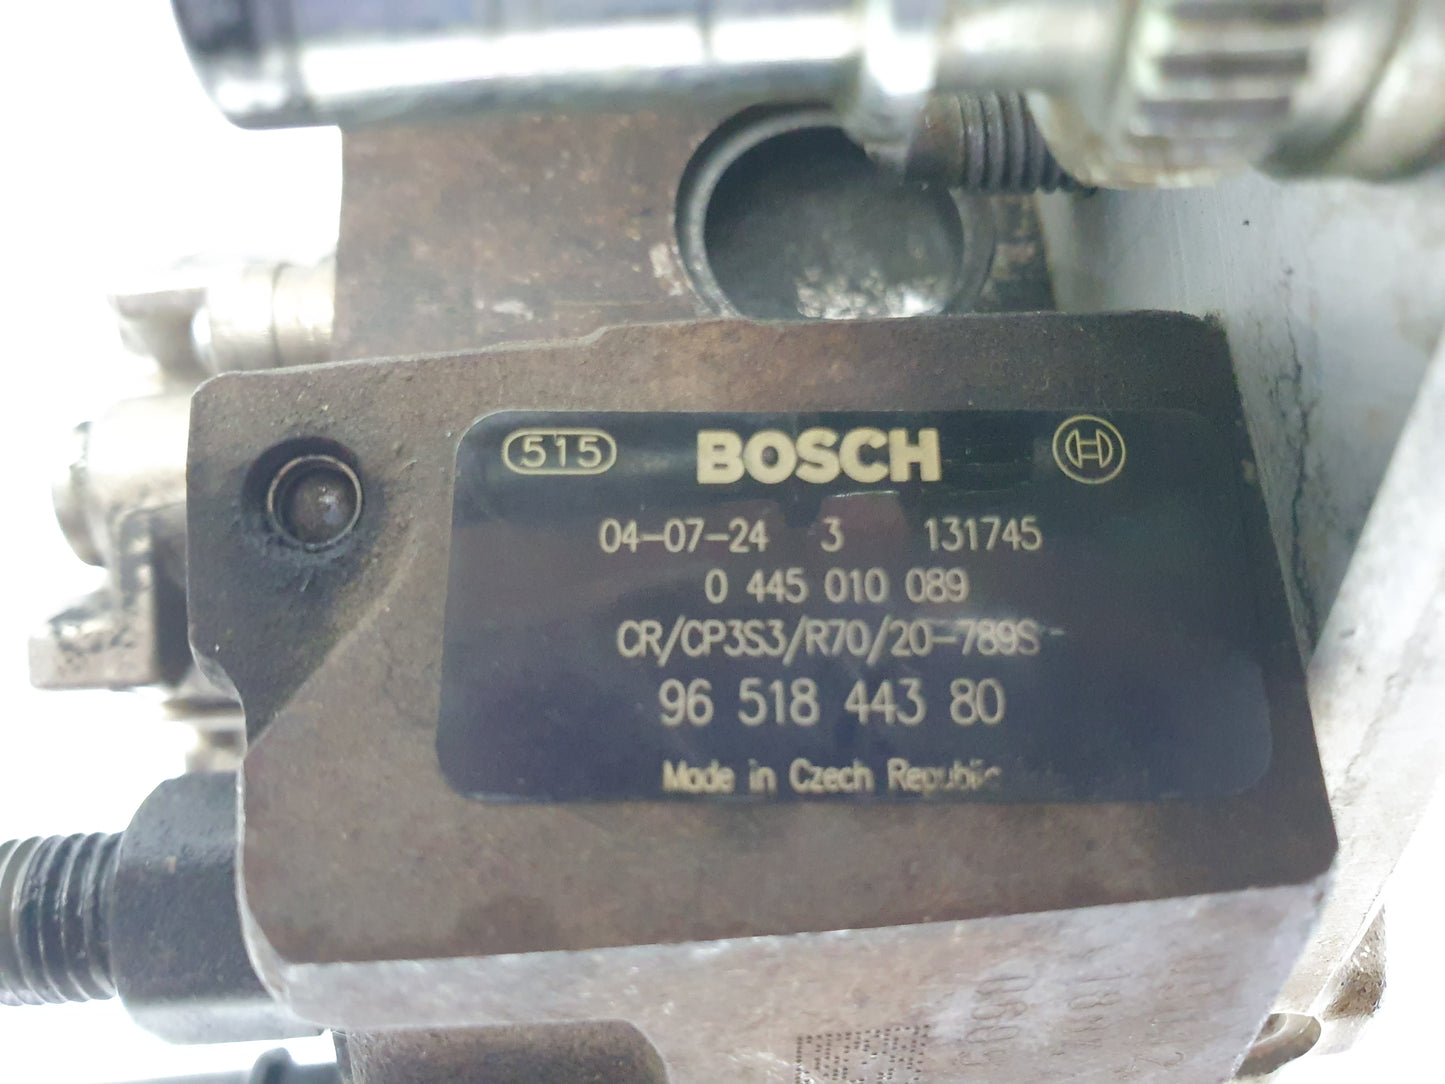 515 BOSCH
04-07-24 3 131745
0 445 010 089
CR/CP3S3/R70/20-789S
96 518 443 80
Made in Czech Republic